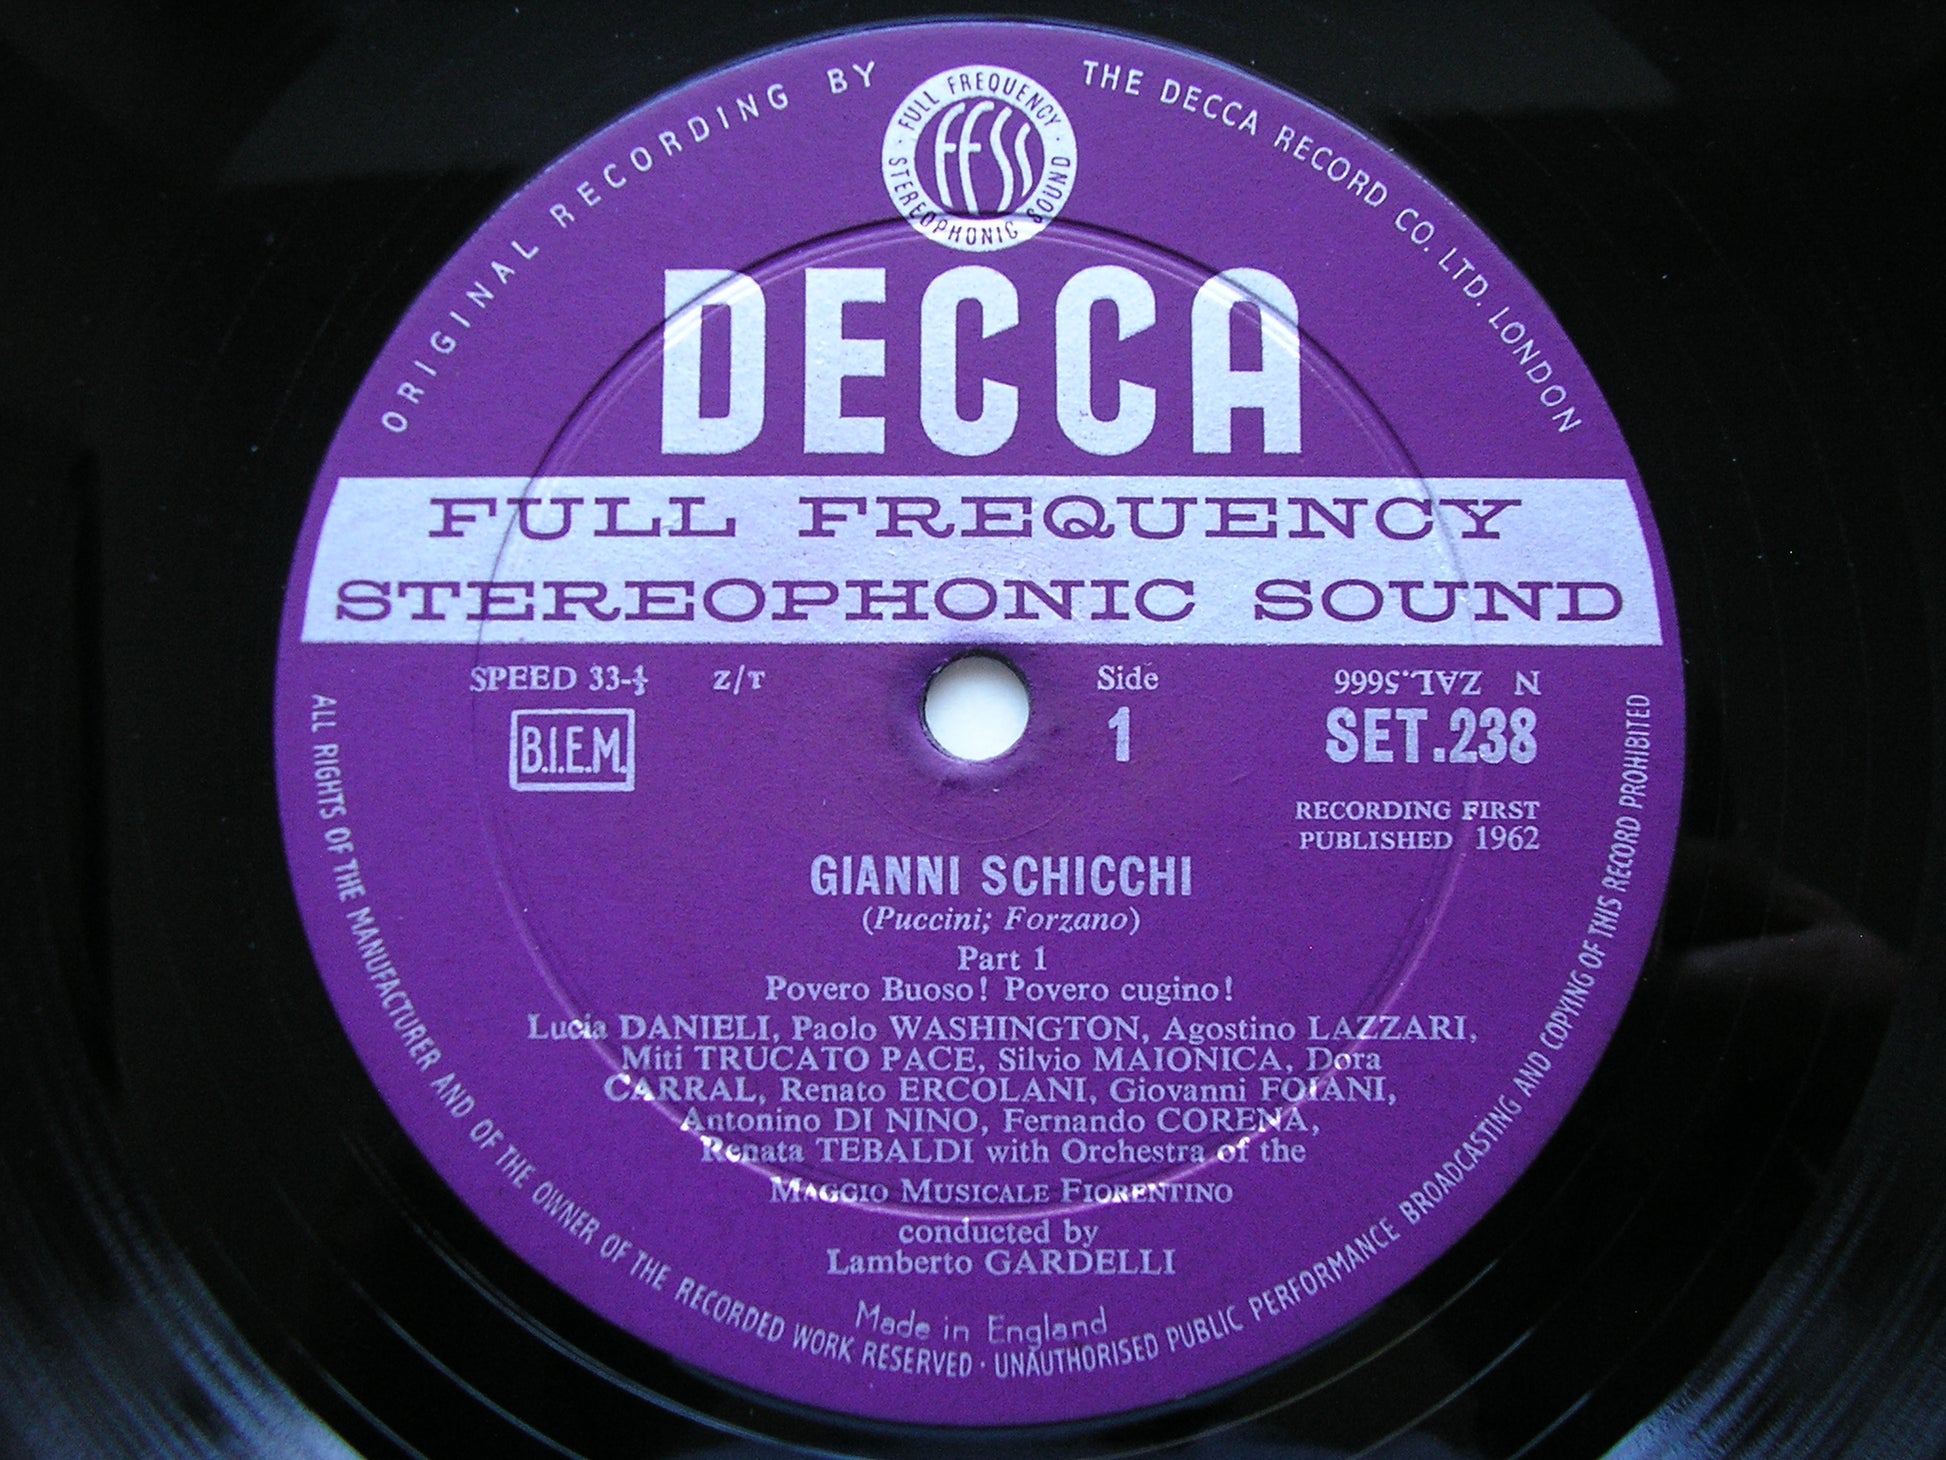 ORIGINAL RECORDING BY
THE DECCA RECORD CO. LTD. LONDON
· FULL FREQUENCY ·
STEREOPHONIC SOUND
FFSS
DECCA
FULL FREQUENCY
STEREOPHONIC SOUND
SPEED 33-⅓ Z/T
B.I.E.M.
Side
1
N ZAL.5666
SET.238
RECORDING FIRST
PUBLISHED 1962
GIANNI SCHICCHI
(Puccini; Forzano)
Part 1
Povero Buoso! Povero cugino!
Lucia DANIELI, Paolo WASHINGTON, Agostino LAZZARI,
Miti TRUCATO PACE, Silvio MAIONICA, Dora
CARRAL, Renato ERCOLANI, Giovanni FOIANI,
Antonino DI NINO, Fernando CORENA,
Renata TEBALDI with Orchestra of the
MAGGIO MUSICALE FIORENTINO
conducted by
Lamberto GARDELLI
Made in England
ALL RIGHTS OF THE MANUFACTURER AND OF THE OWNER OF THE RECORDED WORK RESERVED · UNAUTHORISED PUBLIC PERFORMANCE BROADCASTING AND COPYING OF THIS RECORD PROHIBITED